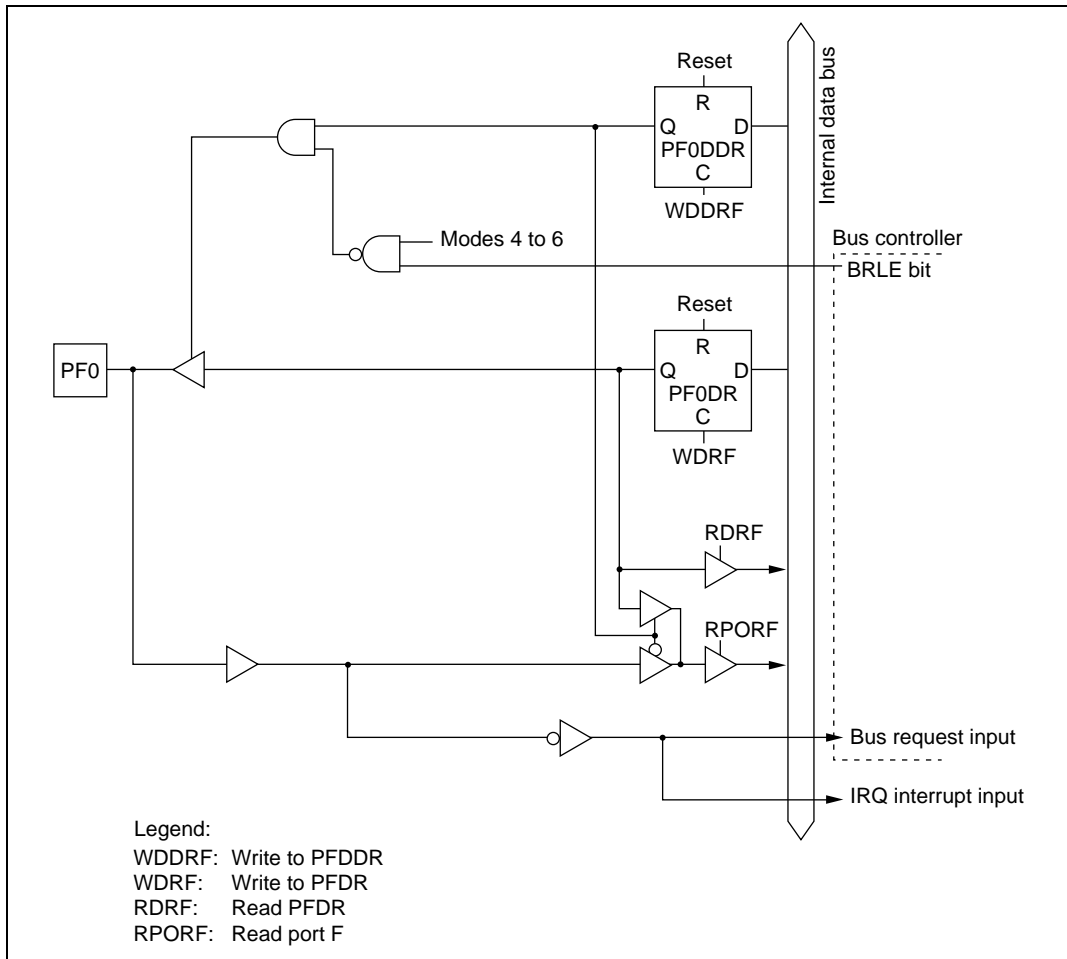 Reset
R
Q D
PF0DDR
C
WDDRF
Internal data bus
Modes 4 to 6
Bus controller
BRLE bit
Reset
R
PF0
Q D
PF0DR
C
WDRF
RDRF
RPORF
Bus request input
IRQ interrupt input
Legend:
WDDRF: Write to PFDDR
WDRF: Write to PFDR
RDRF: Read PFDR
RPORF: Read port F